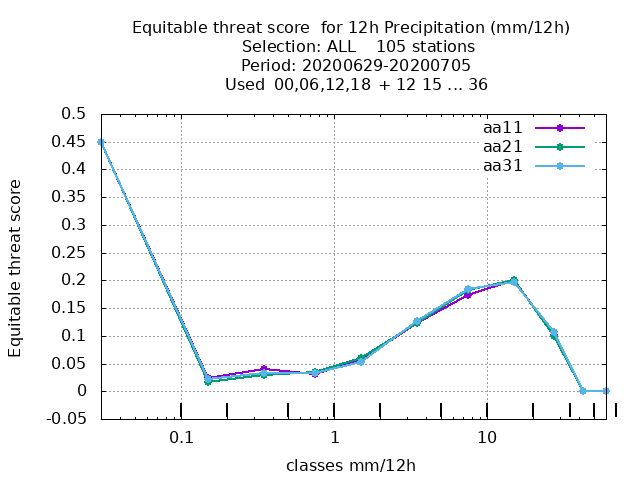 Equitable threat score  for 12h Precipitation (mm/12h)
Selection: ALL    105 stations
Period: 20200629-20200705
Used  00,06,12,18  + 12 15 ... 36
0.5
0.45
0.4
0.35
0.3
0.25
0.2
0.15
0.1
0.05
0
-0.05
Equitable threat score
aa11
aa21
aa31
0.1
1
10
classes mm/12h